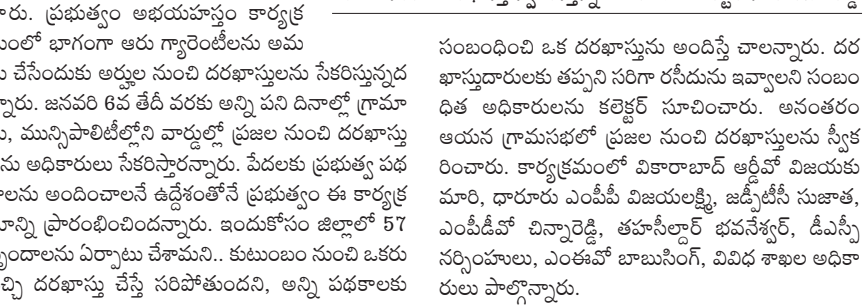 ారు. ప్రభుత్వం అభయహస్తం కార్యక్ర
మంలో భాగంగా ఆరు గ్యారెంటీలను అమ
లు చేసేందుకు అర్హుల నుంచి దరఖాస్తులను సేకరిస్తున్నద
న్నారు. జనవరి 6వ తేదీ వరకు అన్ని పని దినాల్లో గ్రామా
లు, మున్సిపాలిటీల్లోని వార్డుల్లో ప్రజల నుంచి దరఖాస్తు
లను అధికారులు సేకరిస్తారన్నారు. పేదలకు ప్రభుత్వ పథ
కాలను అందించాలనే ఉద్దేశంతోనే ప్రభుత్వం ఈ కార్యక్ర
మాన్ని ప్రారంభించిందన్నారు. ఇందుకోసం జిల్లాలో 57
బృందాలను ఏర్పాటు చేశామని.. కుటుంబం నుంచి ఒకరు
వచ్చి దరఖాస్తు చేస్తే సరిపోతుందని, అన్ని పథకాలకు
సంబంధించి ఒక దరఖాస్తును అందిస్తే చాలన్నారు. దర
ఖాస్తుదారులకు తప్పని సరిగా రసీదును ఇవ్వాలని సంబం
ధిత అధికారులను కలెక్టర్ సూచించారు. అనంతరం
ఆయన గ్రామసభలో ప్రజల నుంచి దరఖాస్తులను స్వీక
రించారు. కార్యక్రమంలో వికారాబాద్ ఆర్డీవో విజయకు
మారి, ధారూరు ఎంపీపీ విజయలక్ష్మి, జడ్పీటీసీ సుజాత,
ఎంపీడీవో చిన్నారెడ్డి, తహసీల్దార్ భవనేశ్వర్, డీఎస్పీ
నర్సింహులు, ఎంఈవో బాబుసింగ్, వివిధ శాఖల అధికా
రులు పాల్గొన్నారు.